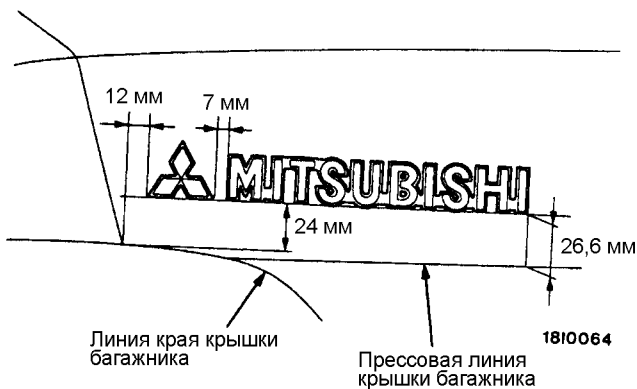 12 мм
7 мм
MITSUBISHI
24 мм
26,6 мм
Линия края крышки
багажника
Прессовая линия
крышки багажника
1810064